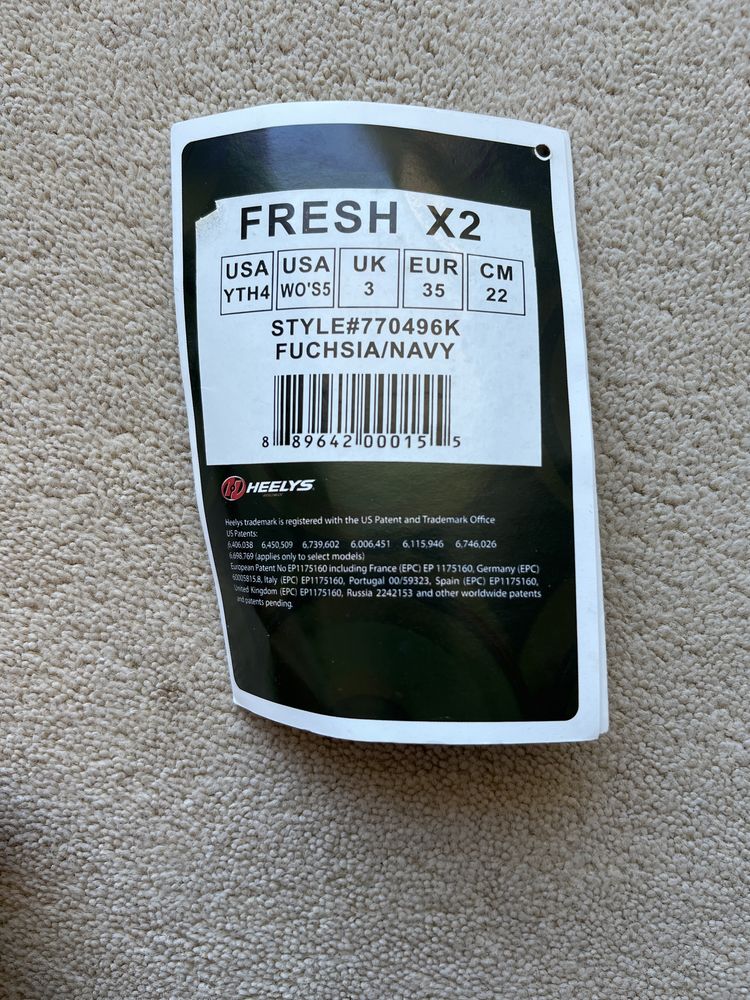 FRESH X2
USA YTH4 USA WO'S5 UK 3 EUR 35 CM 22
STYLE#770496K
FUCHSIA/NAVY
8 89642 00015 5
HEELYS
Heelys trademark is registered with the US Patent and Trademark Office
US Patents:
6,406,038 6,450,509 6,739,602 6,006,451 6,115,946 6,746,026
6,698,769 (applies only to select models)
European Patent No EP1175160 including France (EPC) EP 1175160, Germany (EPC)
60005815.8, Italy (EPC) EP1175160, Portugal 00/59323, Spain (EPC) EP1175160,
United Kingdom (EPC) EP1175160, Russia 2242153 and other worldwide patents
and patents pending.